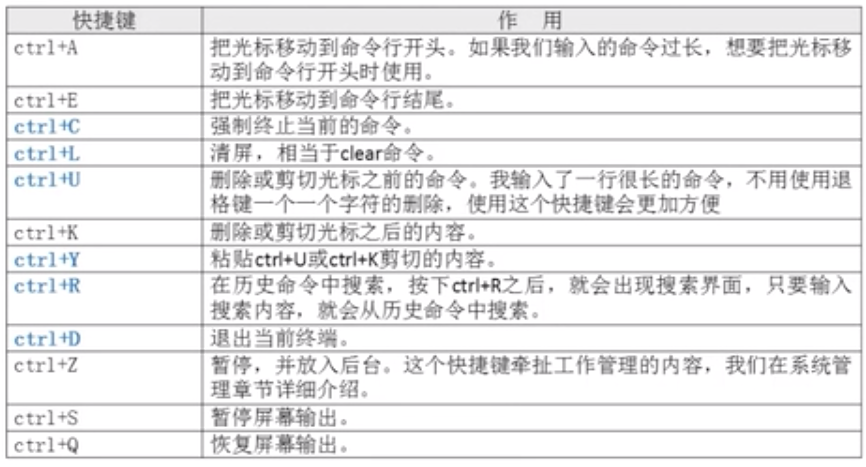 快捷键 作 用
ctrl+A 把光标移动到命令行开头。如果我们输入的命令过长，想要把光标移
动到命令行开头时使用。
ctrl+E 把光标移动到命令行结尾。
ctrl+C 强制终止当前的命令。
ctrl+L 清屏，相当于clear命令。
ctrl+U 删除或剪切光标之前的命令。我输入了一行很长的命令，不用使用退
格键一个一个字符的删除，使用这个快捷键会更加方便
ctrl+K 删除或剪切光标之后的内容。
ctrl+Y 粘贴ctrl+U或ctrl+K剪切的内容。
ctrl+R 在历史命令中搜索，按下ctrl+R之后，就会出现搜索界面，只要输入
搜索内容，就会从历史命令中搜索。
ctrl+D 退出当前终端。
ctrl+Z 暂停，并放入后台。这个快捷键牵扯工作管理的内容，我们在系统管
理章节详细介绍。
ctrl+S 暂停屏幕输出。
ctrl+Q 恢复屏幕输出。